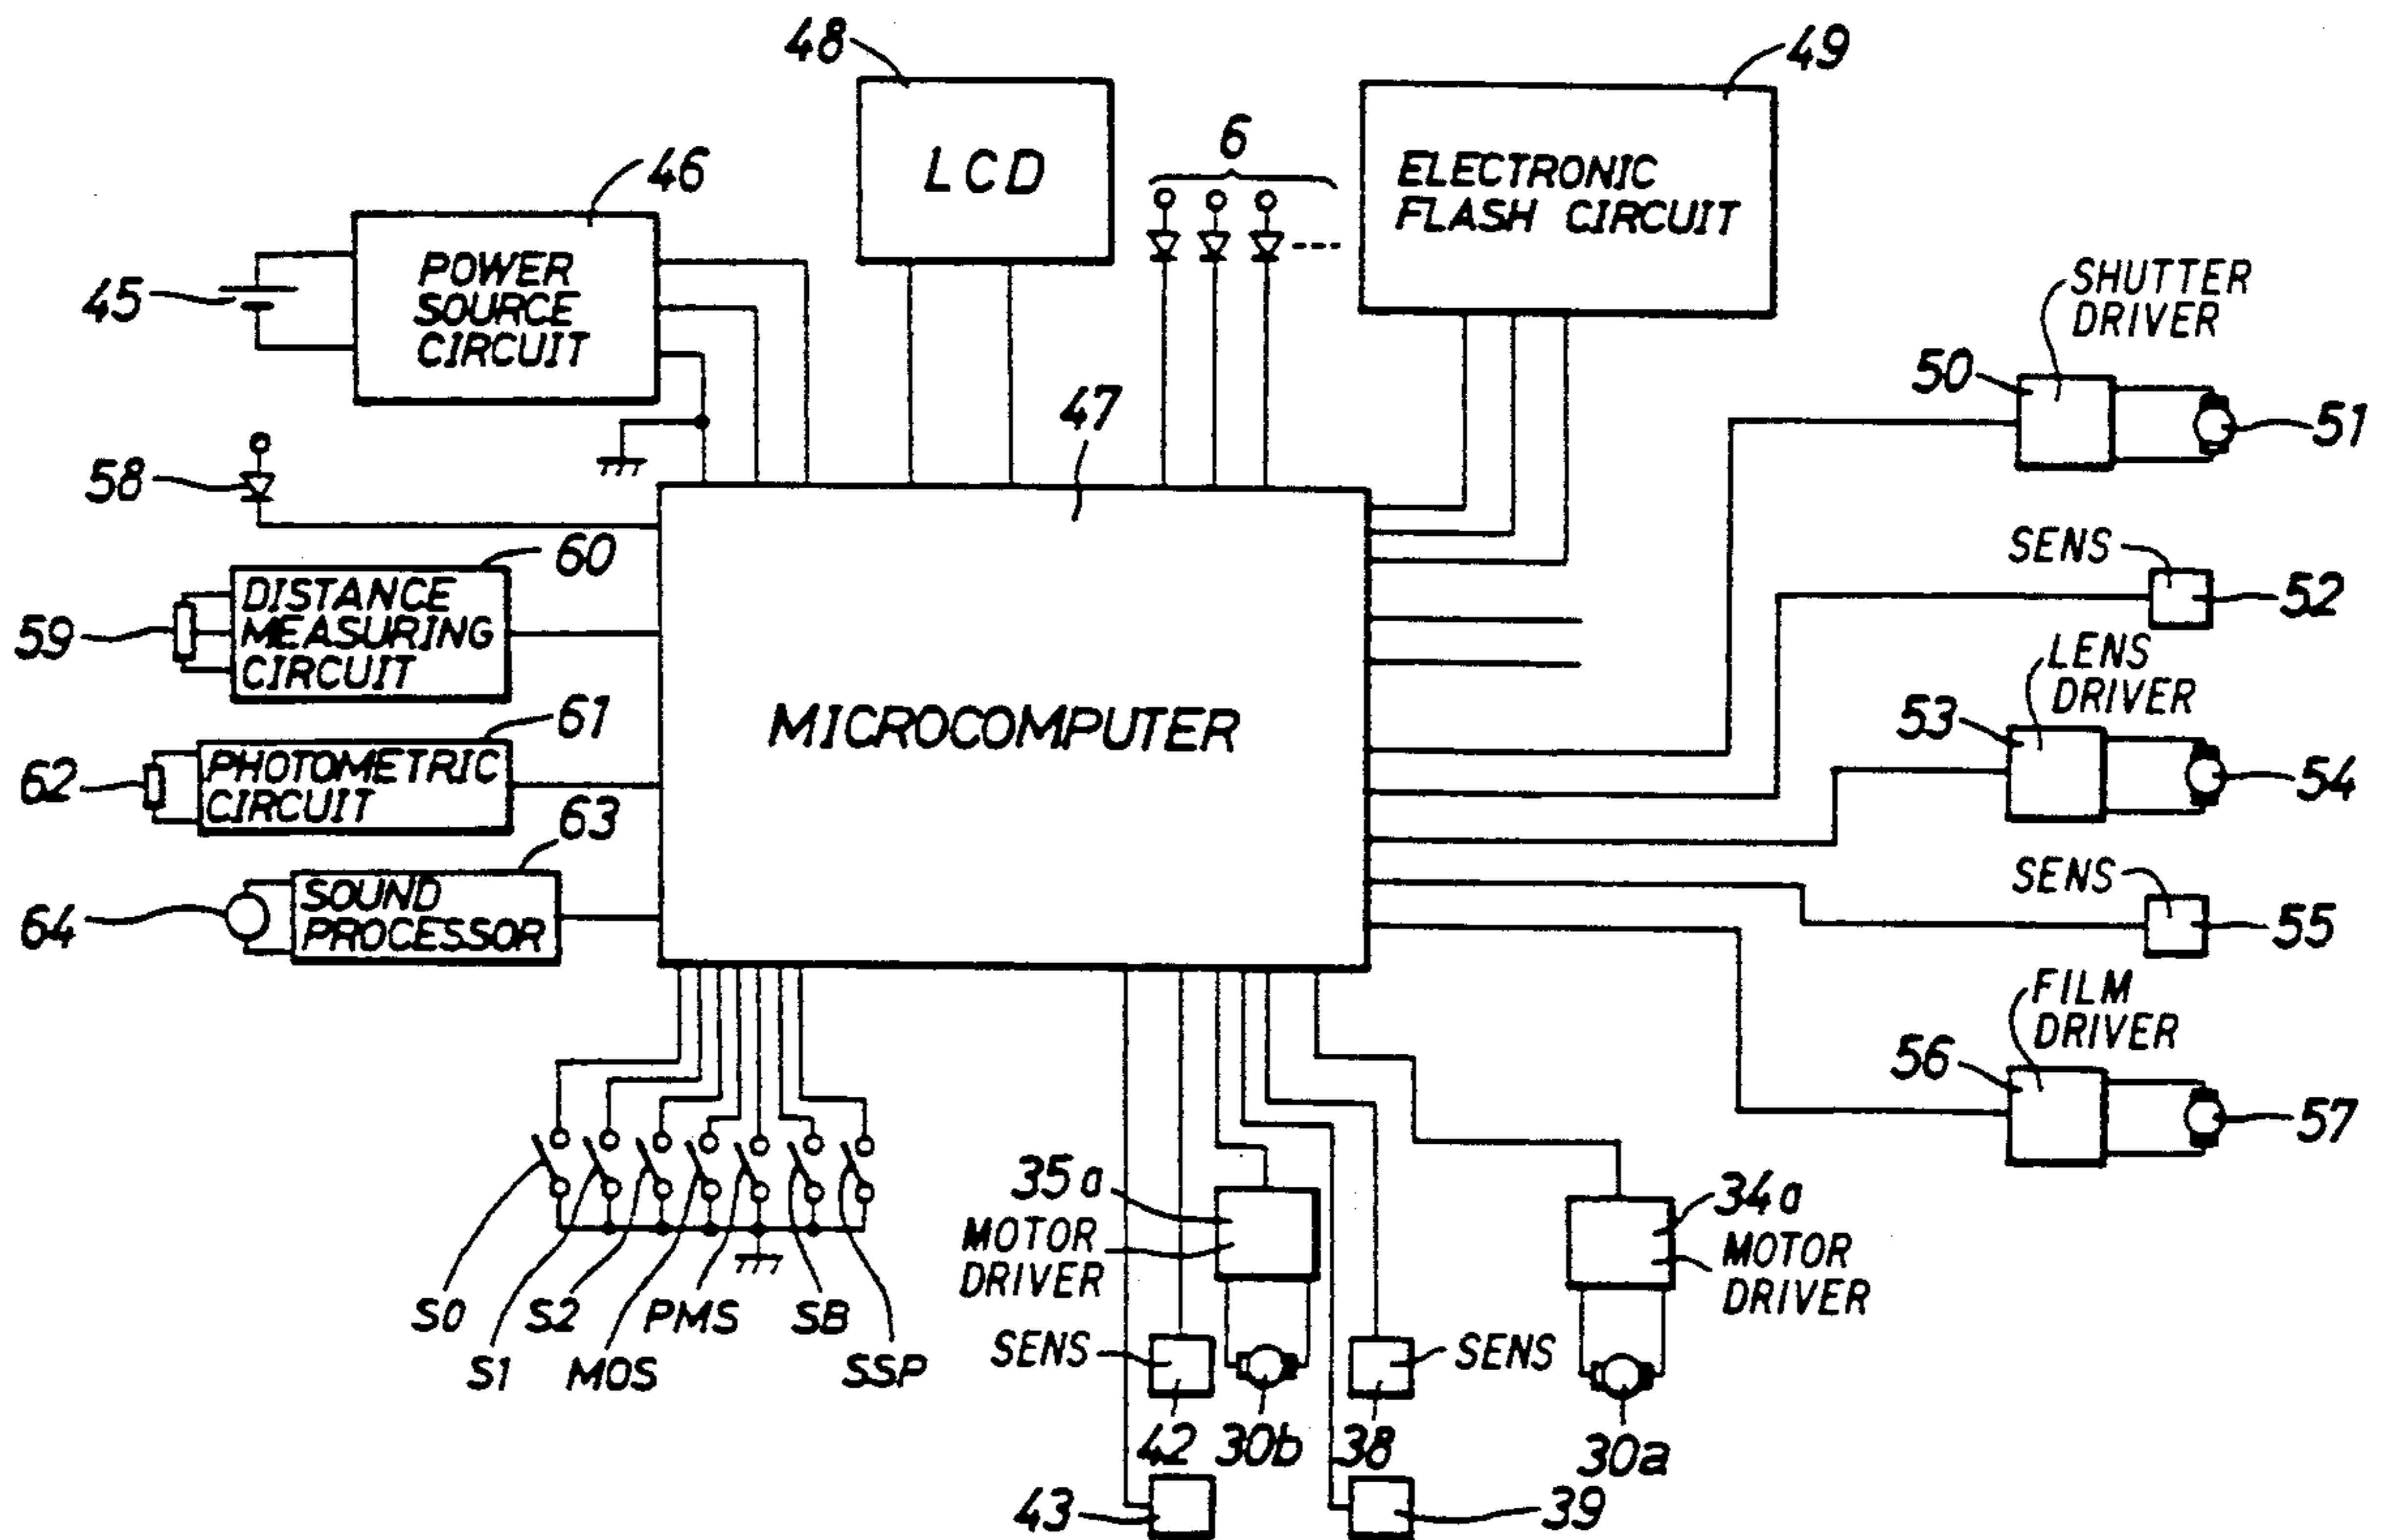 48
49
6
46
LCD
ELECTRONIC
FLASH CIRCUIT
POWER
SOURCE
CIRCUIT
45
SHUTTER
DRIVER
50
51
47
58
60
SENS
52
DISTANCE
MEASURING
CIRCUIT
59
LENS
DRIVER
53
54
MICROCOMPUTER
61
PHOTOMETRIC
CIRCUIT
62
63
SOUND
PROCESSOR
64
SENS
55
FILM
DRIVER
56
57
35a
MOTOR
DRIVER
34a
MOTOR
DRIVER
S0
S2
PMS
SB
S1
MOS
SSP
SENS
SENS
42
30b
38
30a
43
39